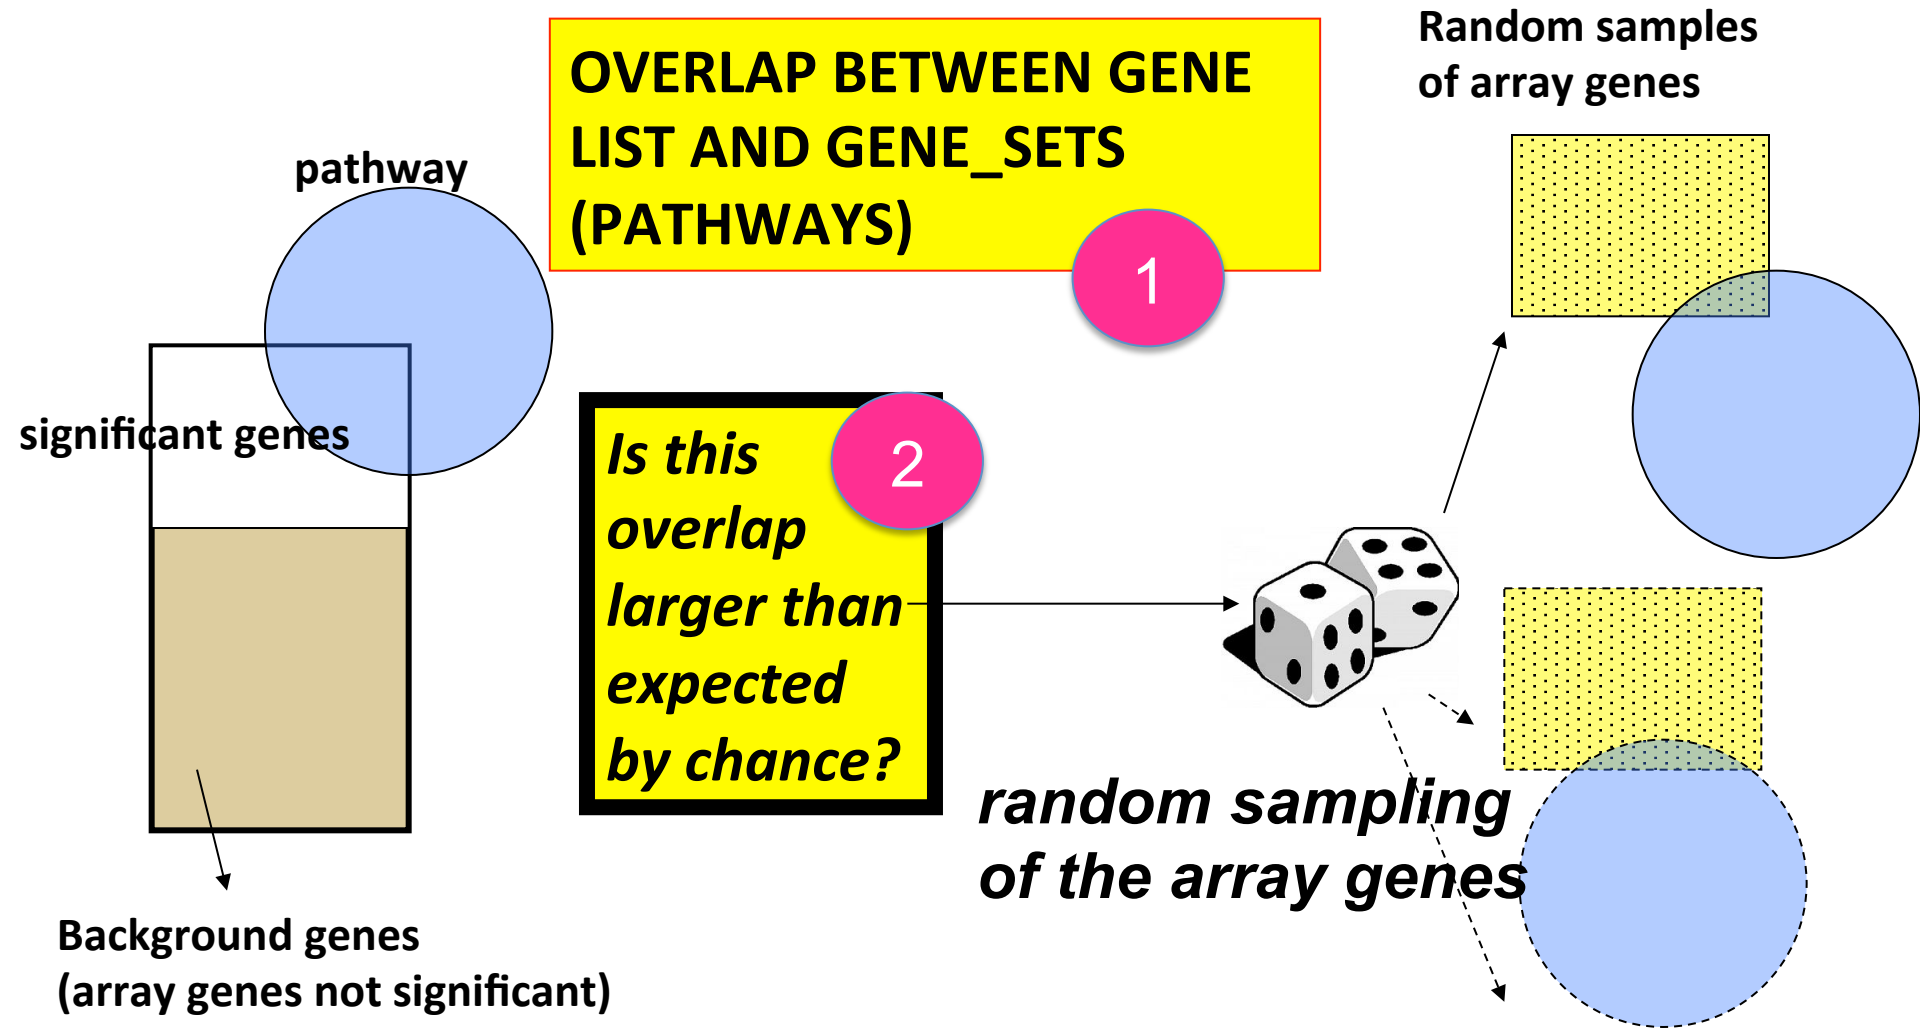 OVERLAP BETWEEN GENE
LIST AND GENE_SETS
(PATHWAYS)
1
Random samples
of array genes
pathway
significant genes
Is this
overlap
larger than
expected
by chance?
2
random sampling
of the array genes
Background genes
(array genes not significant)